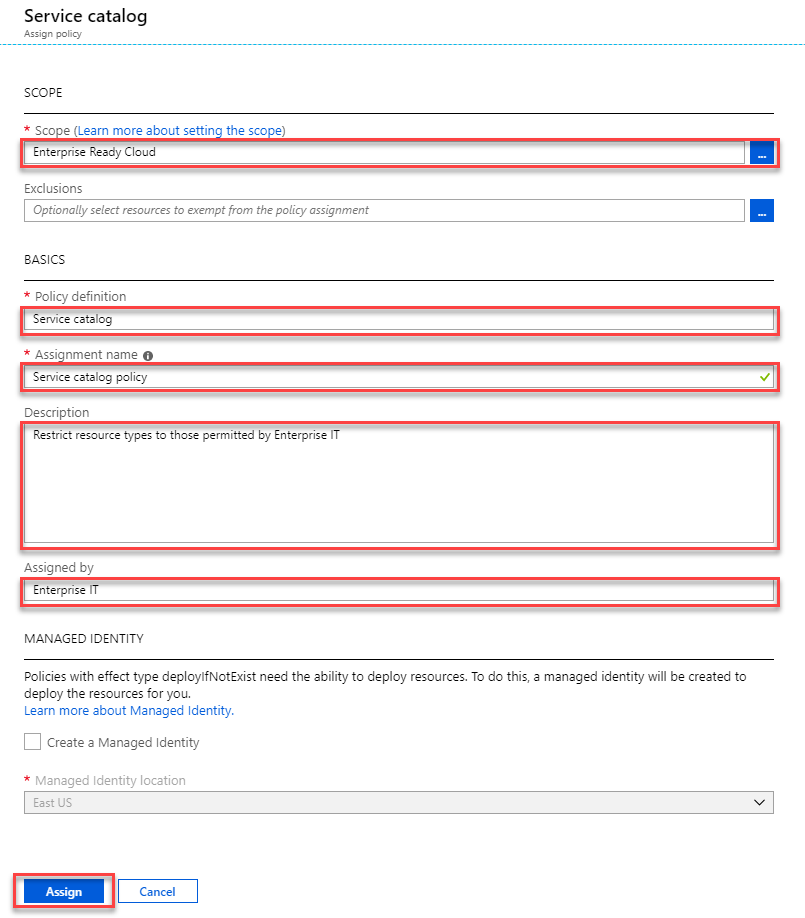 Service catalog
Assign policy
SCOPE
* Scope (Learn more about setting the scope)
Enterprise Ready Cloud
...
Exclusions
Optionally select resources to exempt from the policy assignment
...
BASICS
* Policy definition
Service catalog
* Assignment name
Service catalog policy
Description
Restrict resource types to those permitted by Enterprise IT
Assigned by
Enterprise IT
MANAGED IDENTITY
Policies with effect type deployIfNotExist need the ability to deploy resources. To do this, a managed identity will be created to
deploy the resources for you.
Learn more about Managed Identity.
Create a Managed Identity
* Managed Identity location
East US
Assign
Cancel